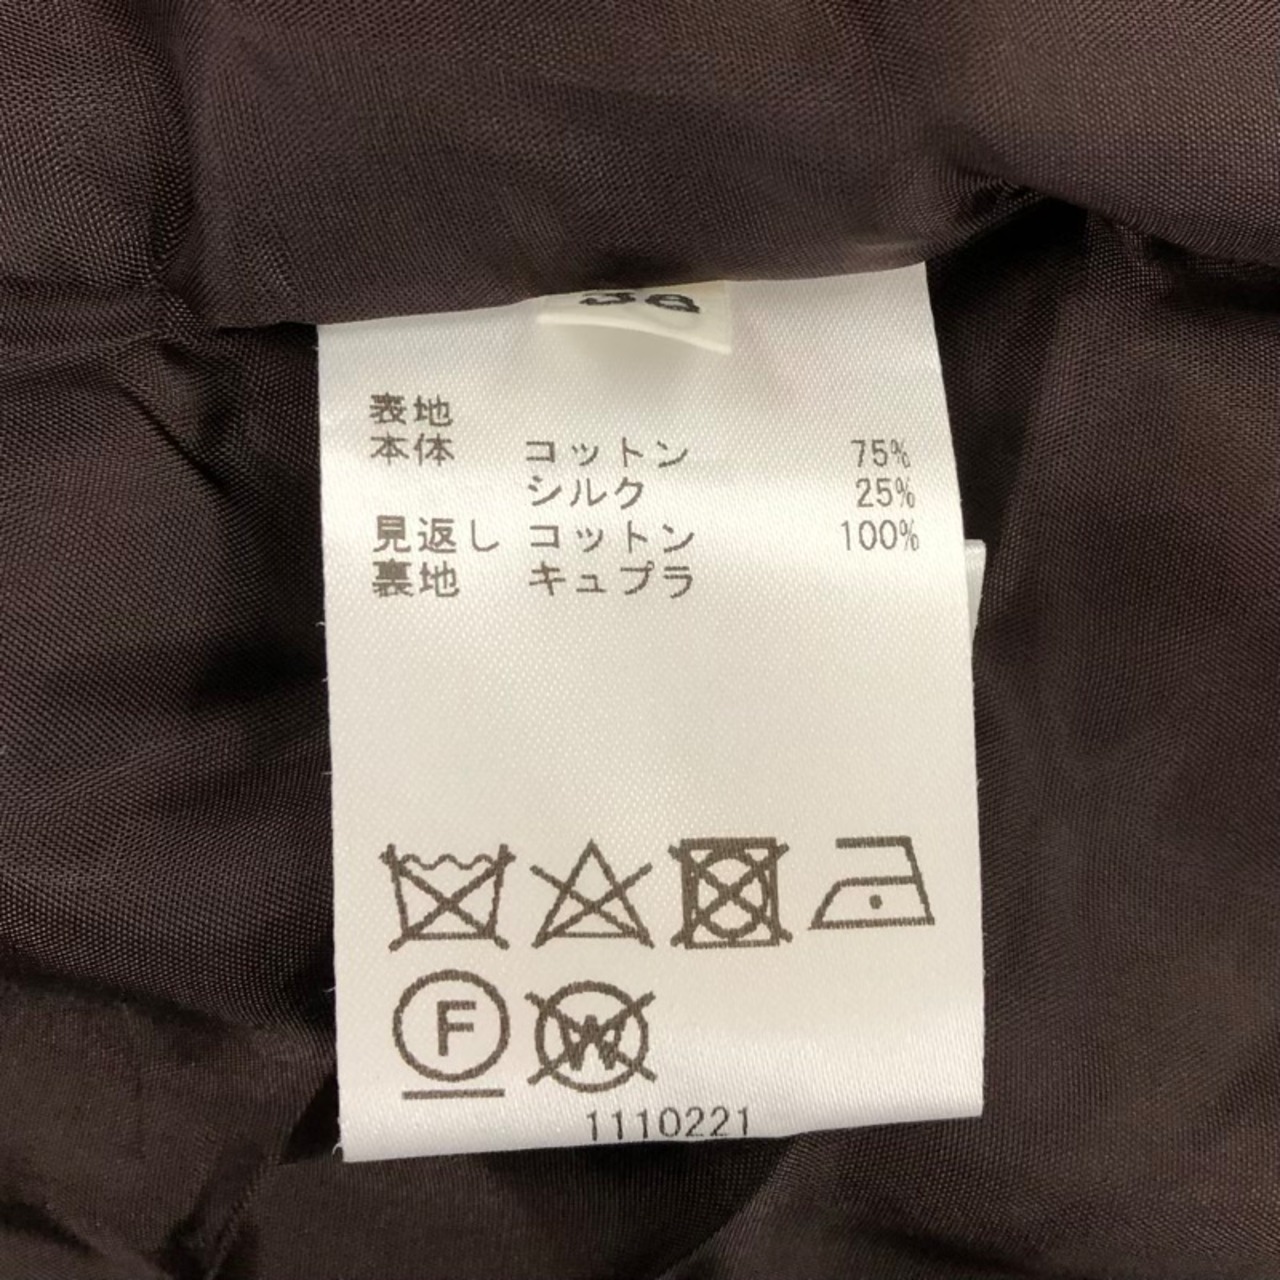 表地
本体 コットン 75%
シルク 25%
見返し コットン 100%
裏地 キュプラ
F
W
1110221